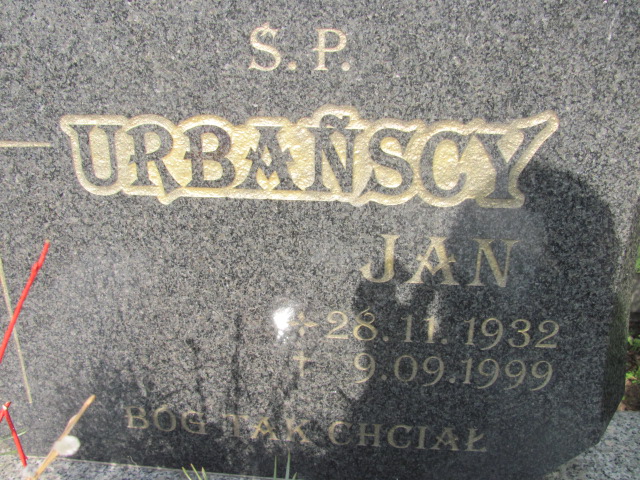 Ś.P.
URBAŃSCY
JAN
* 28.11.1932
† 9.09.1999
BÓG TAK CHCIAŁ